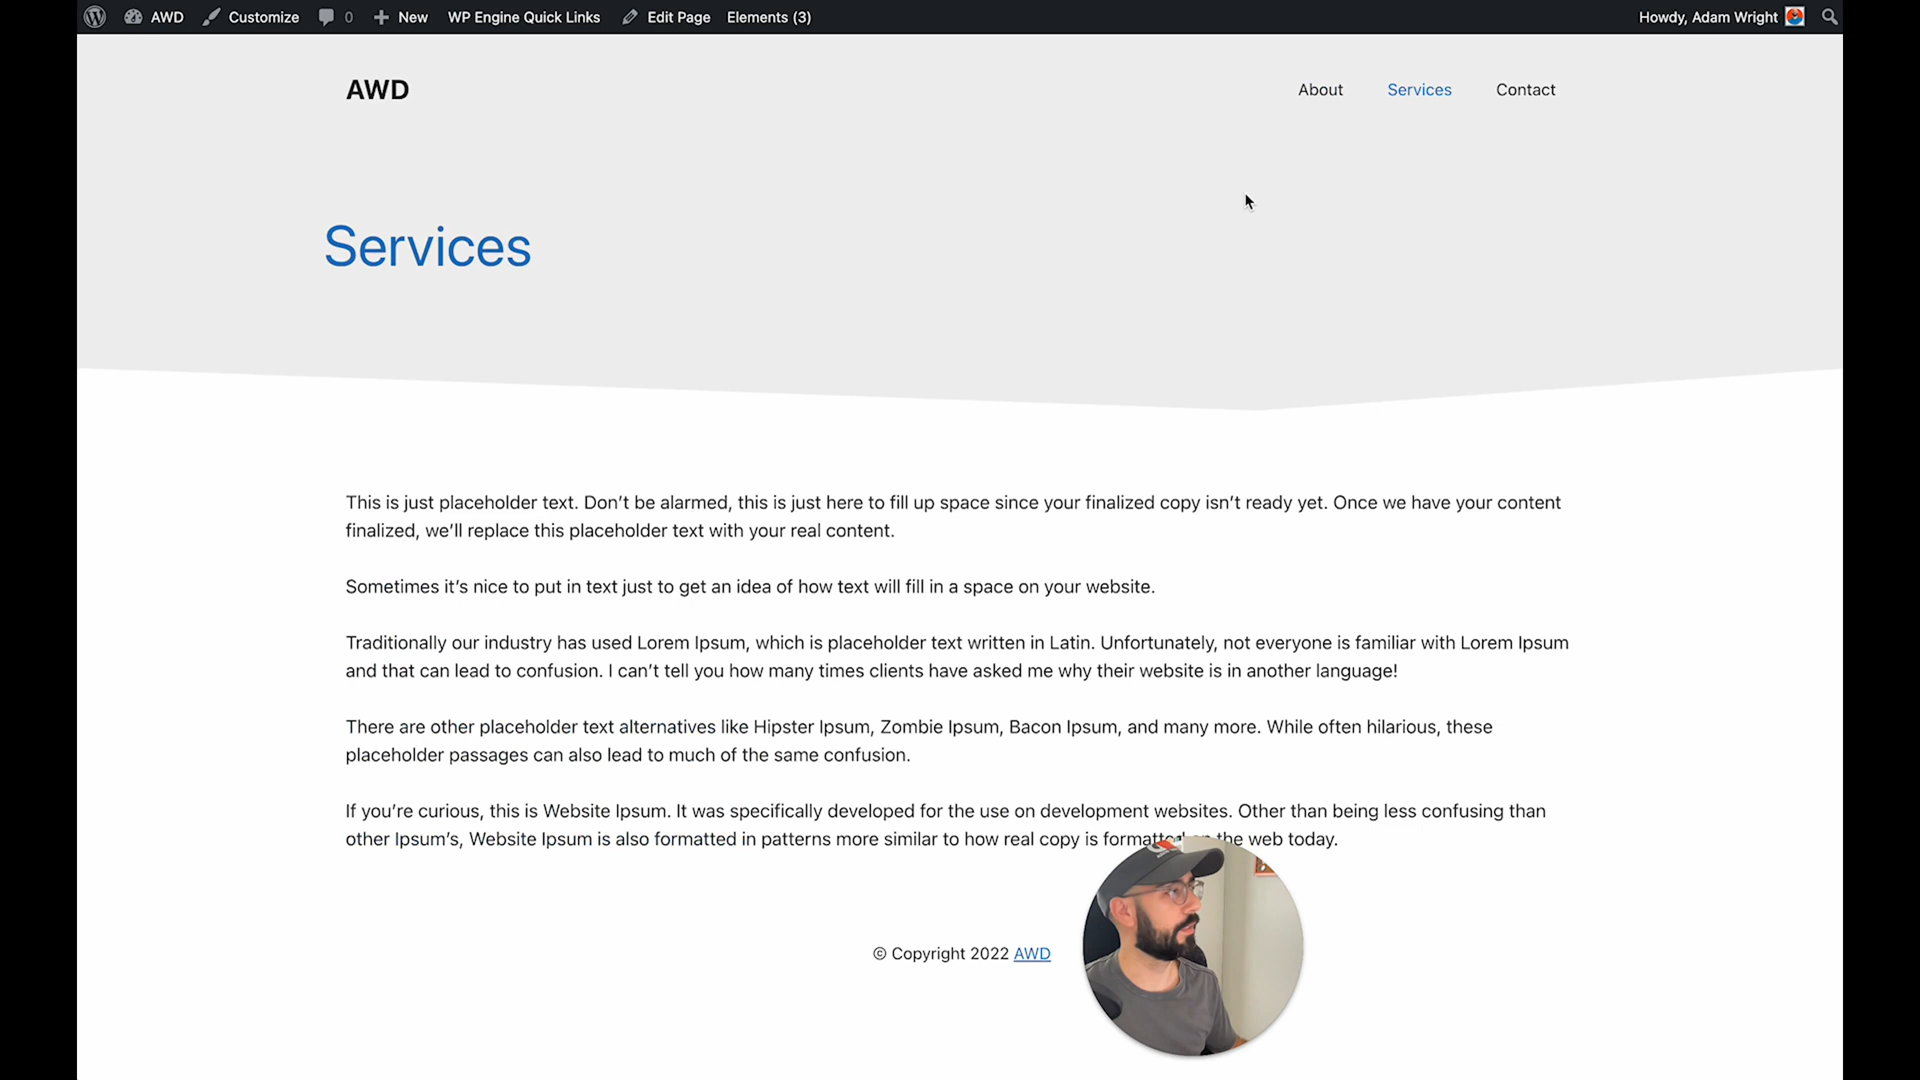 AWD Customize 0 New WP Engine Quick Links Edit Page Elements (3) Howdy, Adam Wright
AWD About Services Contact
Services
This is just placeholder text. Don’t be alarmed, this is just here to fill up space since your finalized copy isn’t ready yet. Once we have your content
finalized, we’ll replace this placeholder text with your real content.
Sometimes it’s nice to put in text just to get an idea of how text will fill in a space on your website.
Traditionally our industry has used Lorem Ipsum, which is placeholder text written in Latin. Unfortunately, not everyone is familiar with Lorem Ipsum
and that can lead to confusion. I can’t tell you how many times clients have asked me why their website is in another language!
There are other placeholder text alternatives like Hipster Ipsum, Zombie Ipsum, Bacon Ipsum, and many more. While often hilarious, these
placeholder passages can also lead to much of the same confusion.
If you’re curious, this is Website Ipsum. It was specifically developed for the use on development websites. Other than being less confusing than
other Ipsum’s, Website Ipsum is also formatted in patterns more similar to how real copy is formatted the web today.
© Copyright 2022 AWD